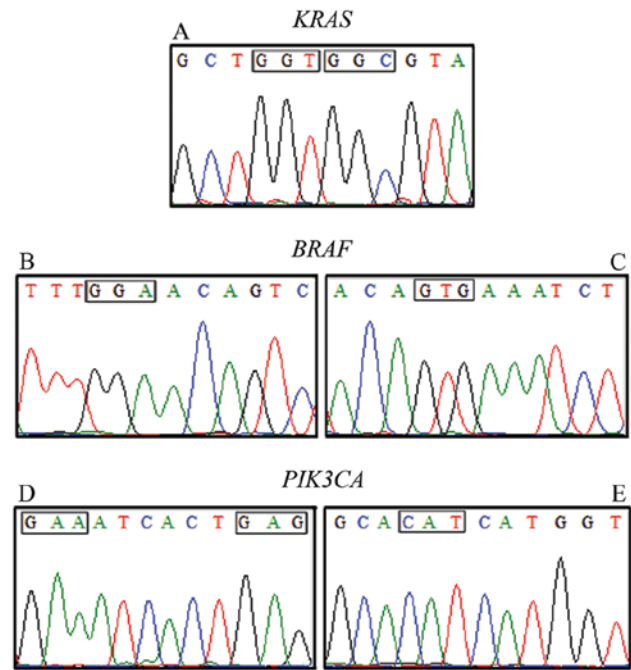 KRAS
A
G C T G G T G G C G T A
BRAF
B C
T T T G G A A C A G T C A C A G T G A A A T C T
PIK3CA
D E
G A A A T C A C T G A G G C A C A T C A T G G T